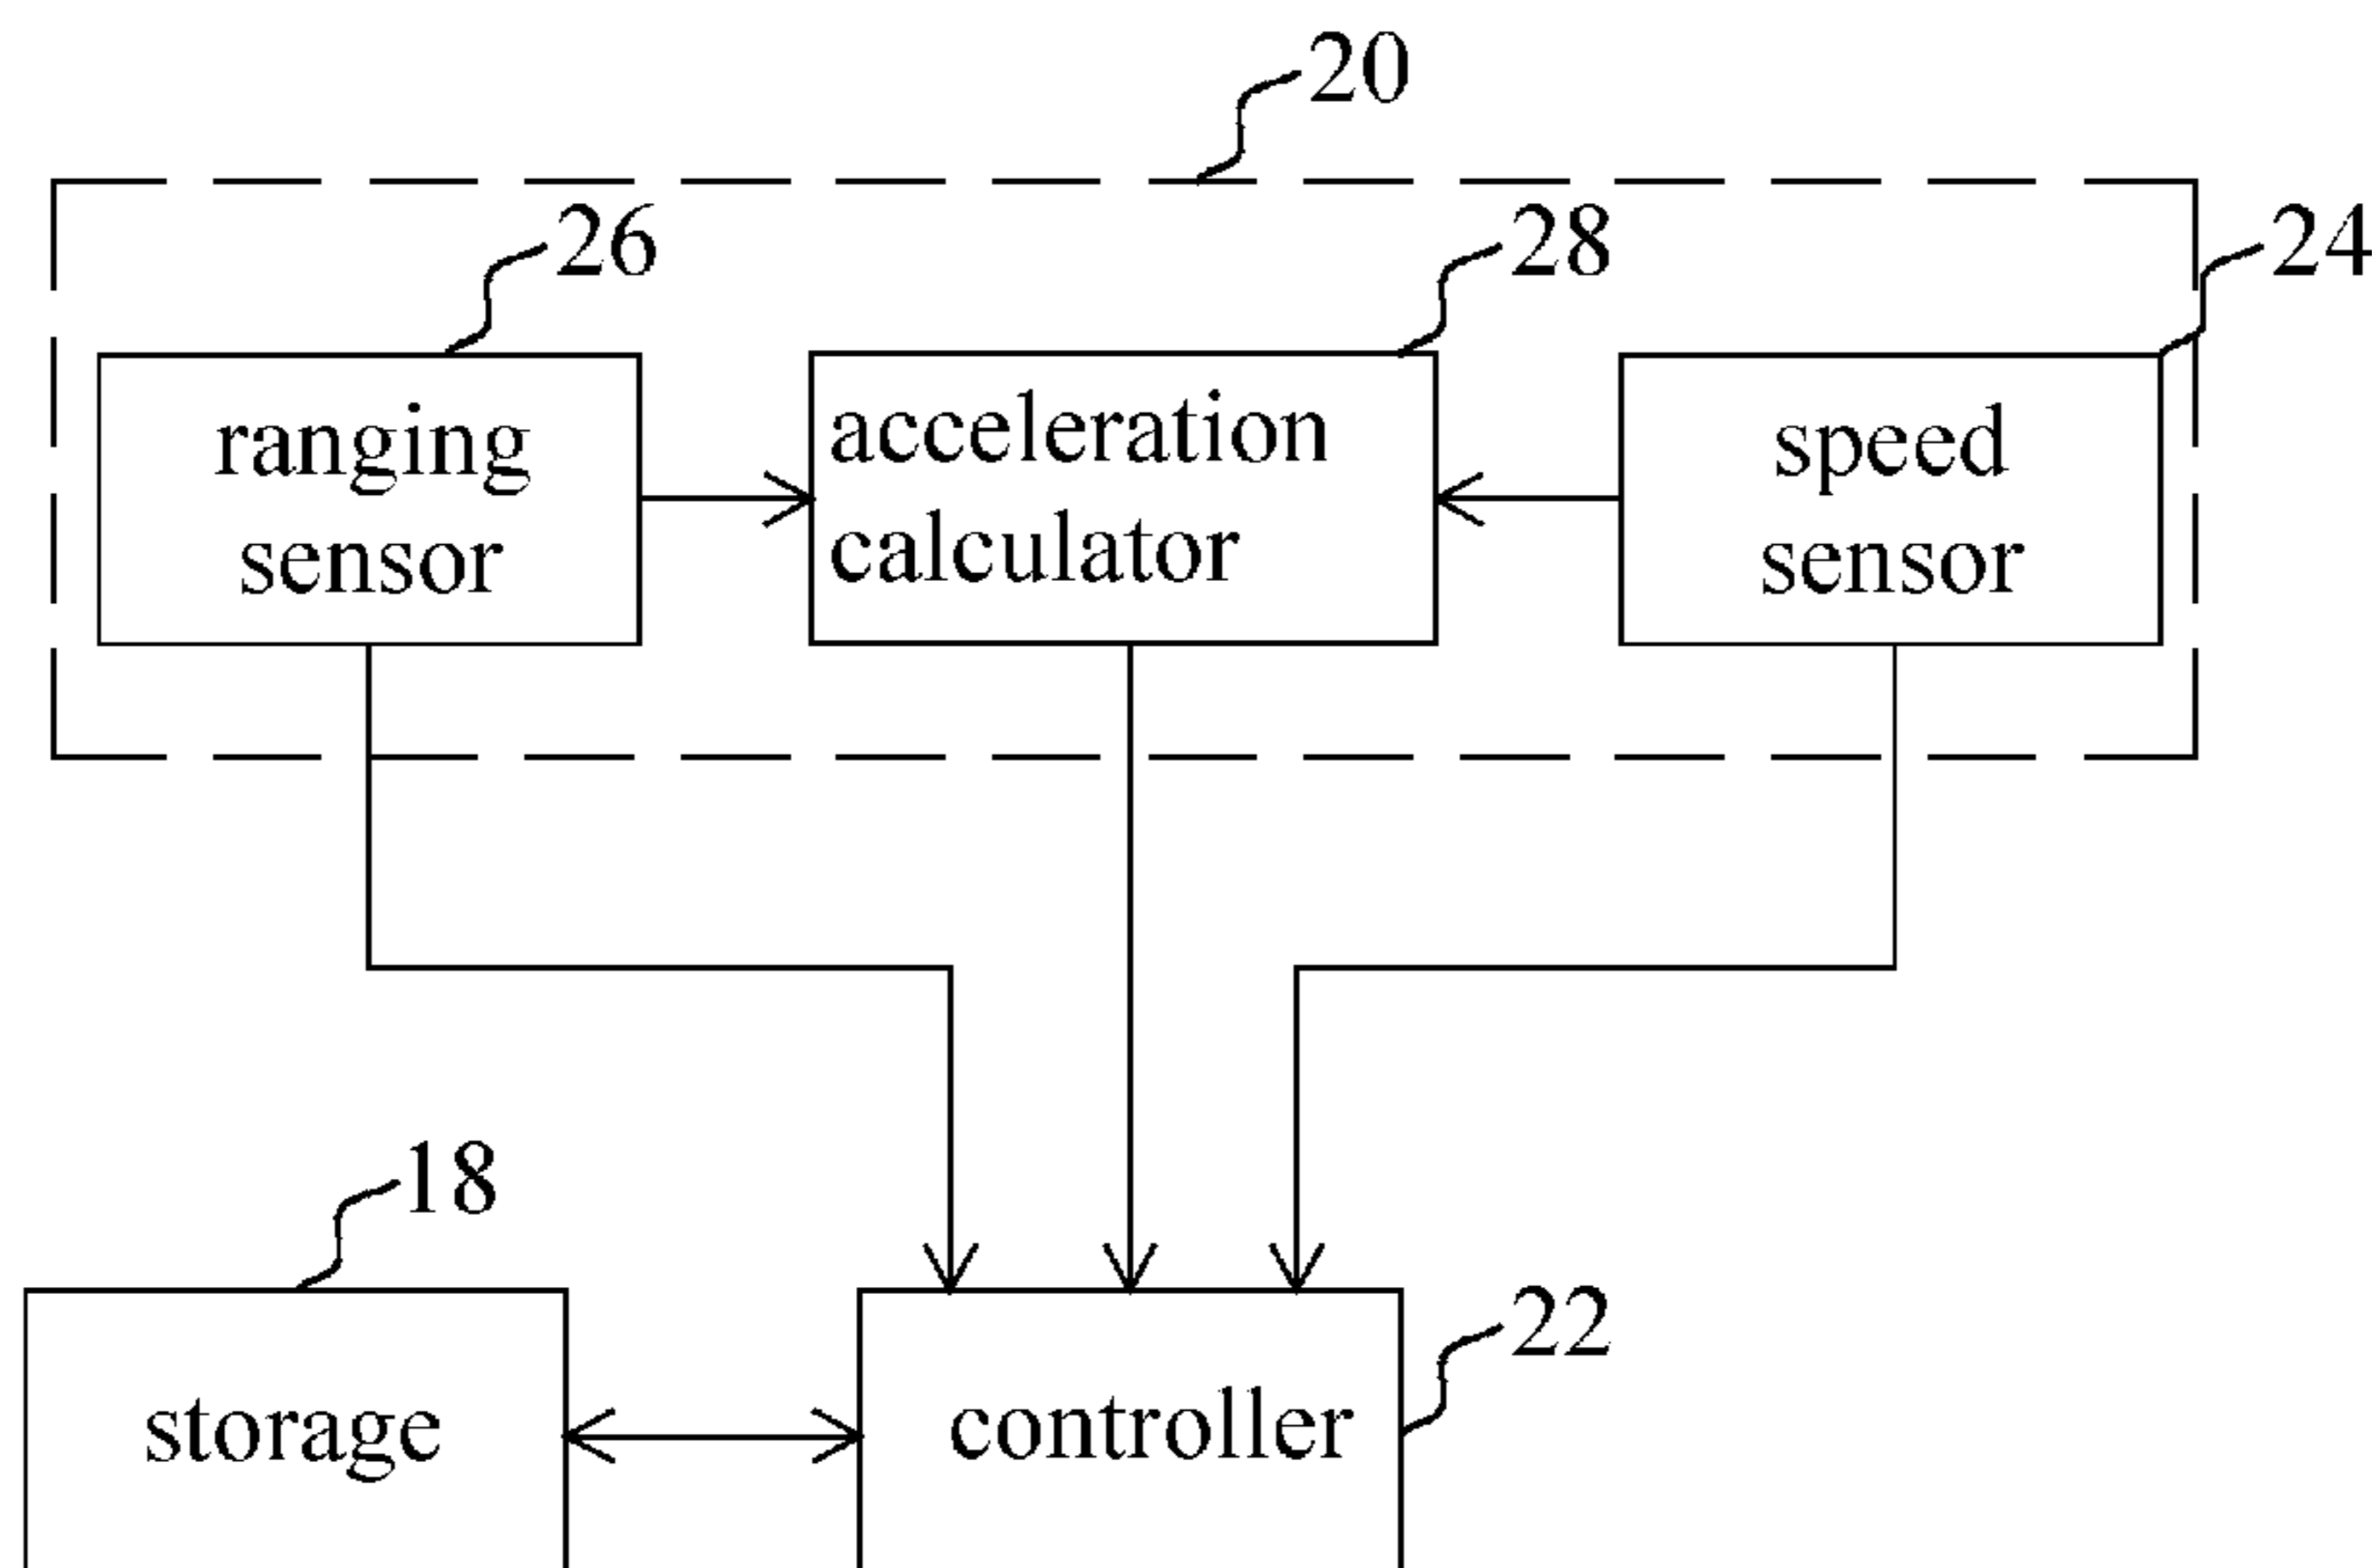 20
26
28
24
ranging
sensor
acceleration
calculator
speed
sensor
18
22
storage
controller